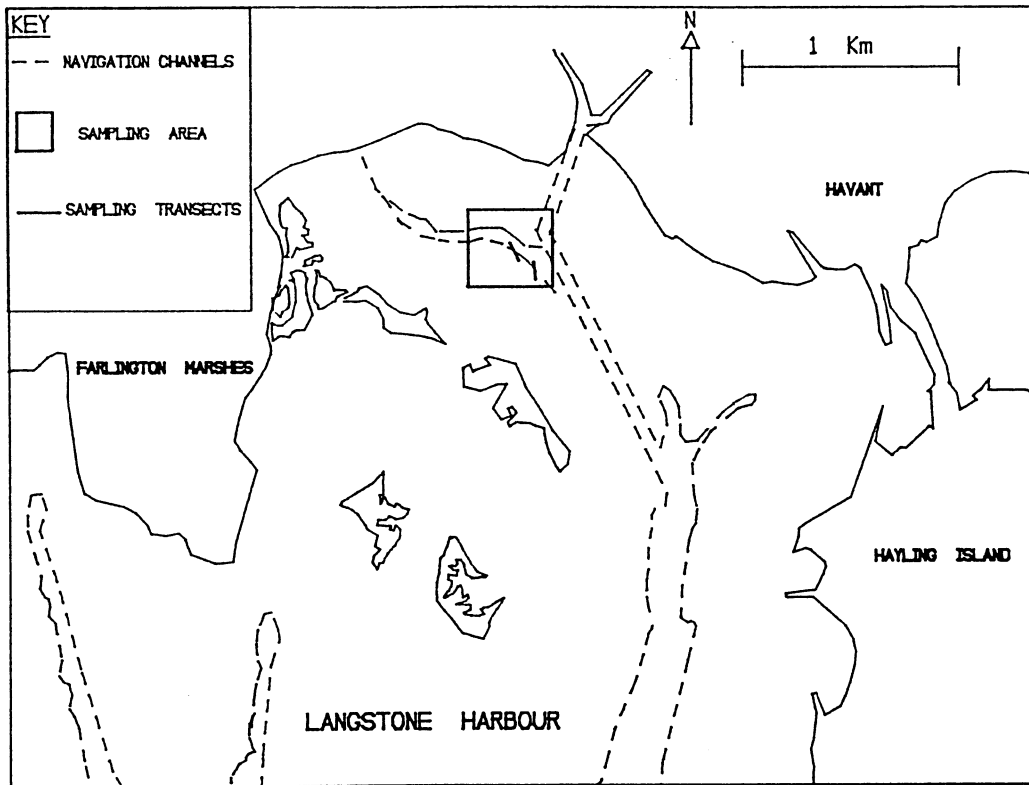 KEY
NAVIGATION CHANNELS
SAMPLING AREA
SAMPLING TRANSECTS
N
1 Km
HAVANT
FARLINGTON MARSHES
HAYLING ISLAND
LANGSTONE HARBOUR